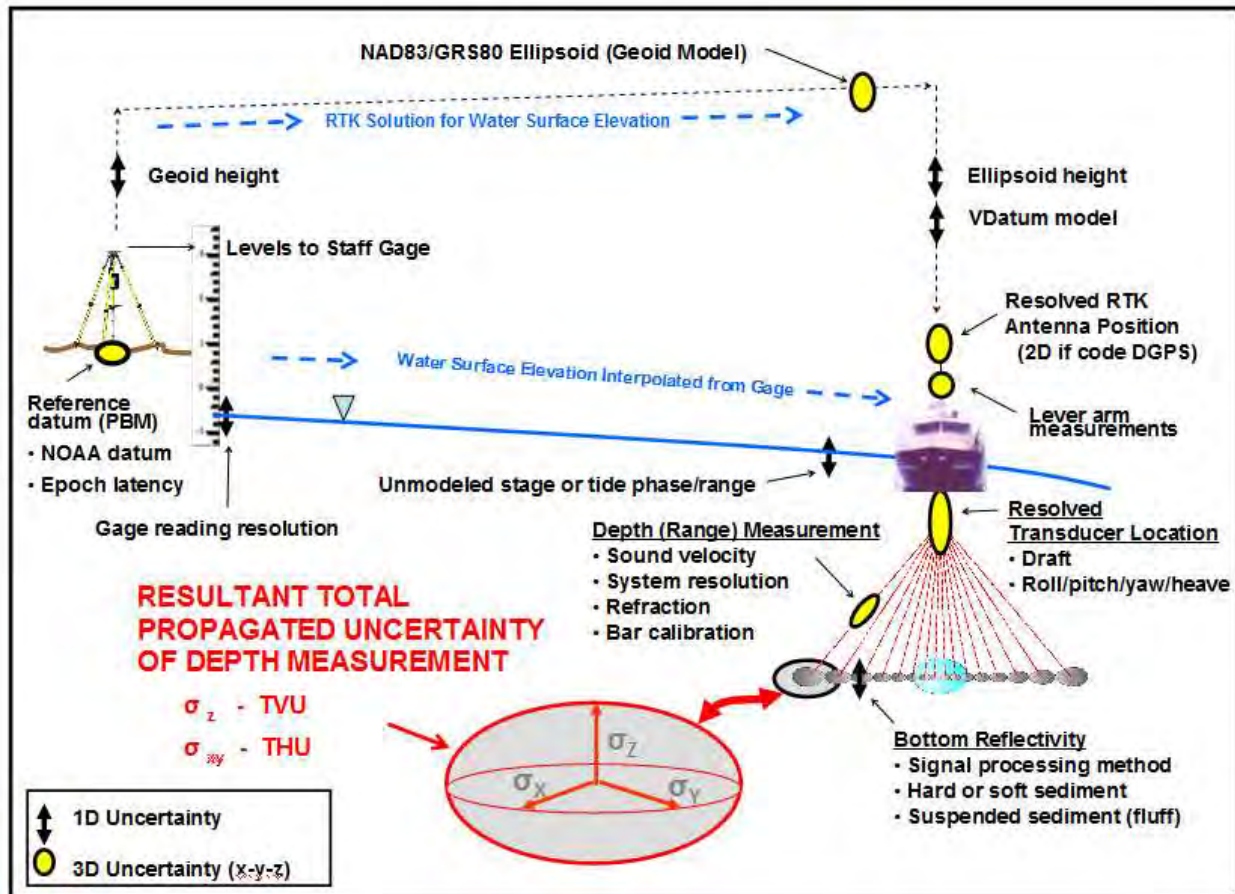 NAD83/GRS80 Ellipsoid (Geoid Model)
RTK Solution for Water Surface Elevation
Geoid height
Ellipsoid height
VDatum model
Levels to Staff Gage
Resolved RTK
Antenna Position
(2D if code DGPS)
Water Surface Elevation Interpolated from Gage
Reference
datum (PBM)
• NOAA datum
• Epoch latency
Lever arm
measurements
Unmodeled stage or tide phase/range
Gage reading resolution
Resolved
Transducer Location
• Draft
• Roll/pitch/yaw/heave
Depth (Range) Measurement
• Sound velocity
• System resolution
• Refraction
• Bar calibration
RESULTANT TOTAL
PROPAGATED UNCERTAINTY
OF DEPTH MEASUREMENT
σ z - TVU
σ xy - THU
σZ
σX
σY
Bottom Reflectivity
• Signal processing method
• Hard or soft sediment
• Suspended sediment (fluff)
1D Uncertainty
3D Uncertainty (x-y-z)